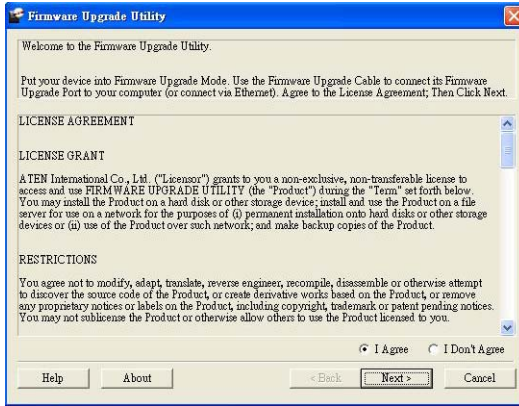 Firmware Upgrade Utility
Welcome to the Firmware Upgrade Utility.
Put your device into Firmware Upgrade Mode. Use the Firmware Upgrade Cable to connect its Firmware
Upgrade Port to your computer (or connect via Ethernet). Agree to the License Agreement; Then Click Next.
LICENSE AGREEMENT
LICENSE GRANT
ATEN International Co., Ltd. ("Licensor") grants to you a non-exclusive, non-transferable license to
access and use FIRMWARE UPGRADE UTILITY (the "Product") during the "Term" set forth below.
You may install the Product on a hard disk or other storage device; install and use the Product on a file
server for use on a network for the purposes of (i) permanent installation onto hard disks or other storage
devices or (ii) use of the Product over such network; and make backup copies of the Product.
RESTRICTIONS
You agree not to modify, adapt, translate, reverse engineer, recompile, disassemble or otherwise attempt
to discover the source code of the Product, or create derivative works based on the Product, or remove
any proprietary notices or labels on the Product, including copyright, trademark or patent pending notices.
You may not sublicense the Product or otherwise allow others to use the Product licensed to you.
I Agree I Don't Agree
Help About < Back Next > Cancel